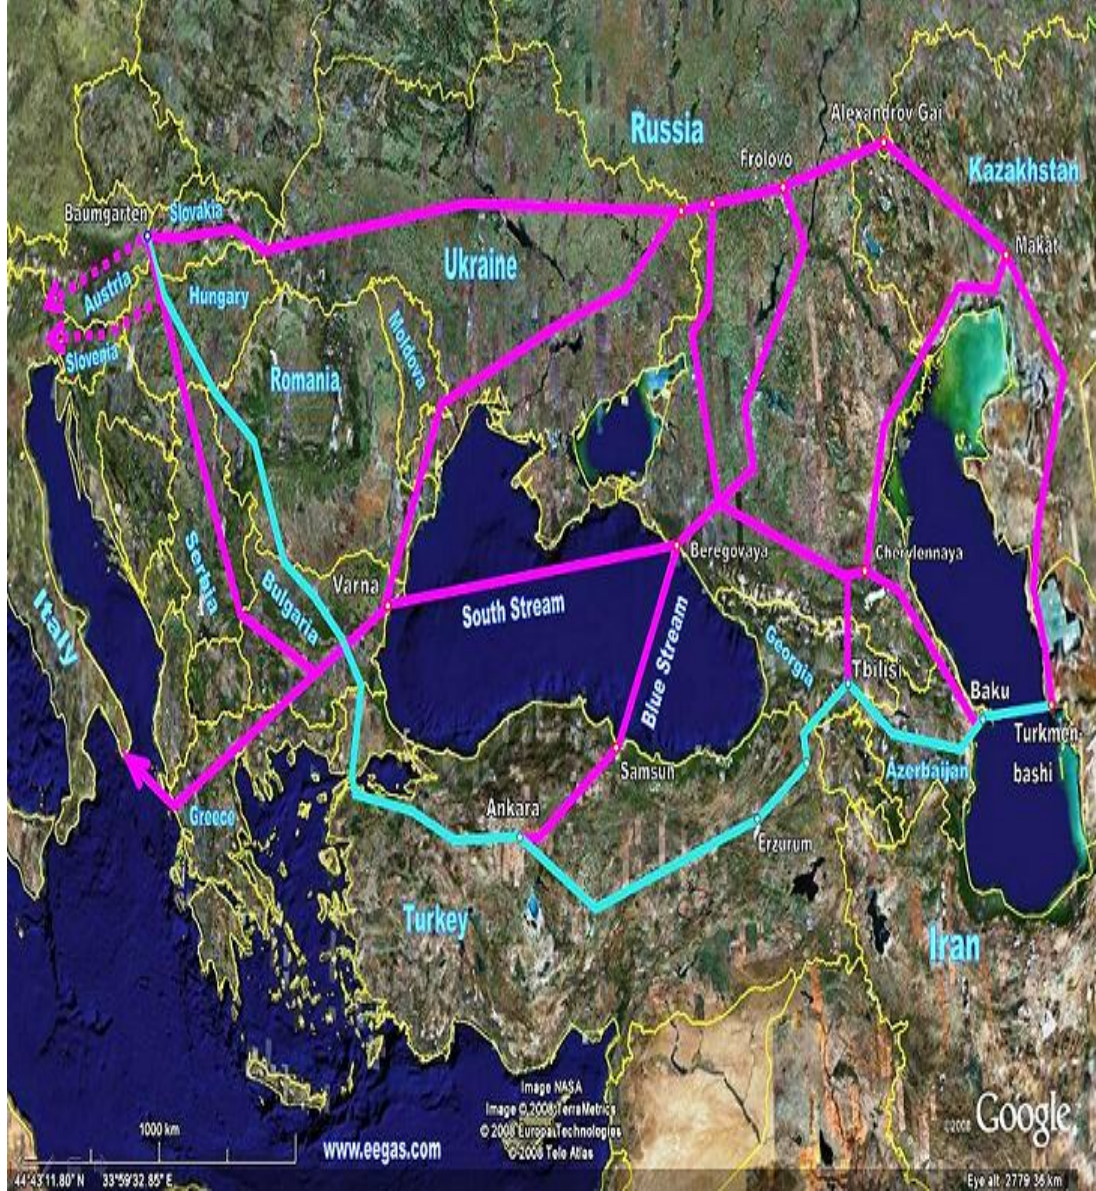 Alexandrov Gai
Russia
Frolovo
Kazakhstan
Baumgarten
Slovakia
Makat
Ukraine
Austria
Hungary
Moldova
Slovenia
Romania
Beregovaya
Chervlennaya
Serbia
Varna
Bulgaria
South Stream
Italy
Blue Stream
Georgia
Tbilisi
Baku
Turkmen-
bashi
Samsun
Azerbaijan
Ankara
Greece
Erzurum
Turkey
Iran
Image NASA
Image © 2008 TerraMetrics
© 2008 Europa Technologies
© 2008 Tele Atlas
©2008 Google
1000 km
www.eegas.com
44°43'11.80" N 33°59'32.85" E
Eye alt 2779.36 km